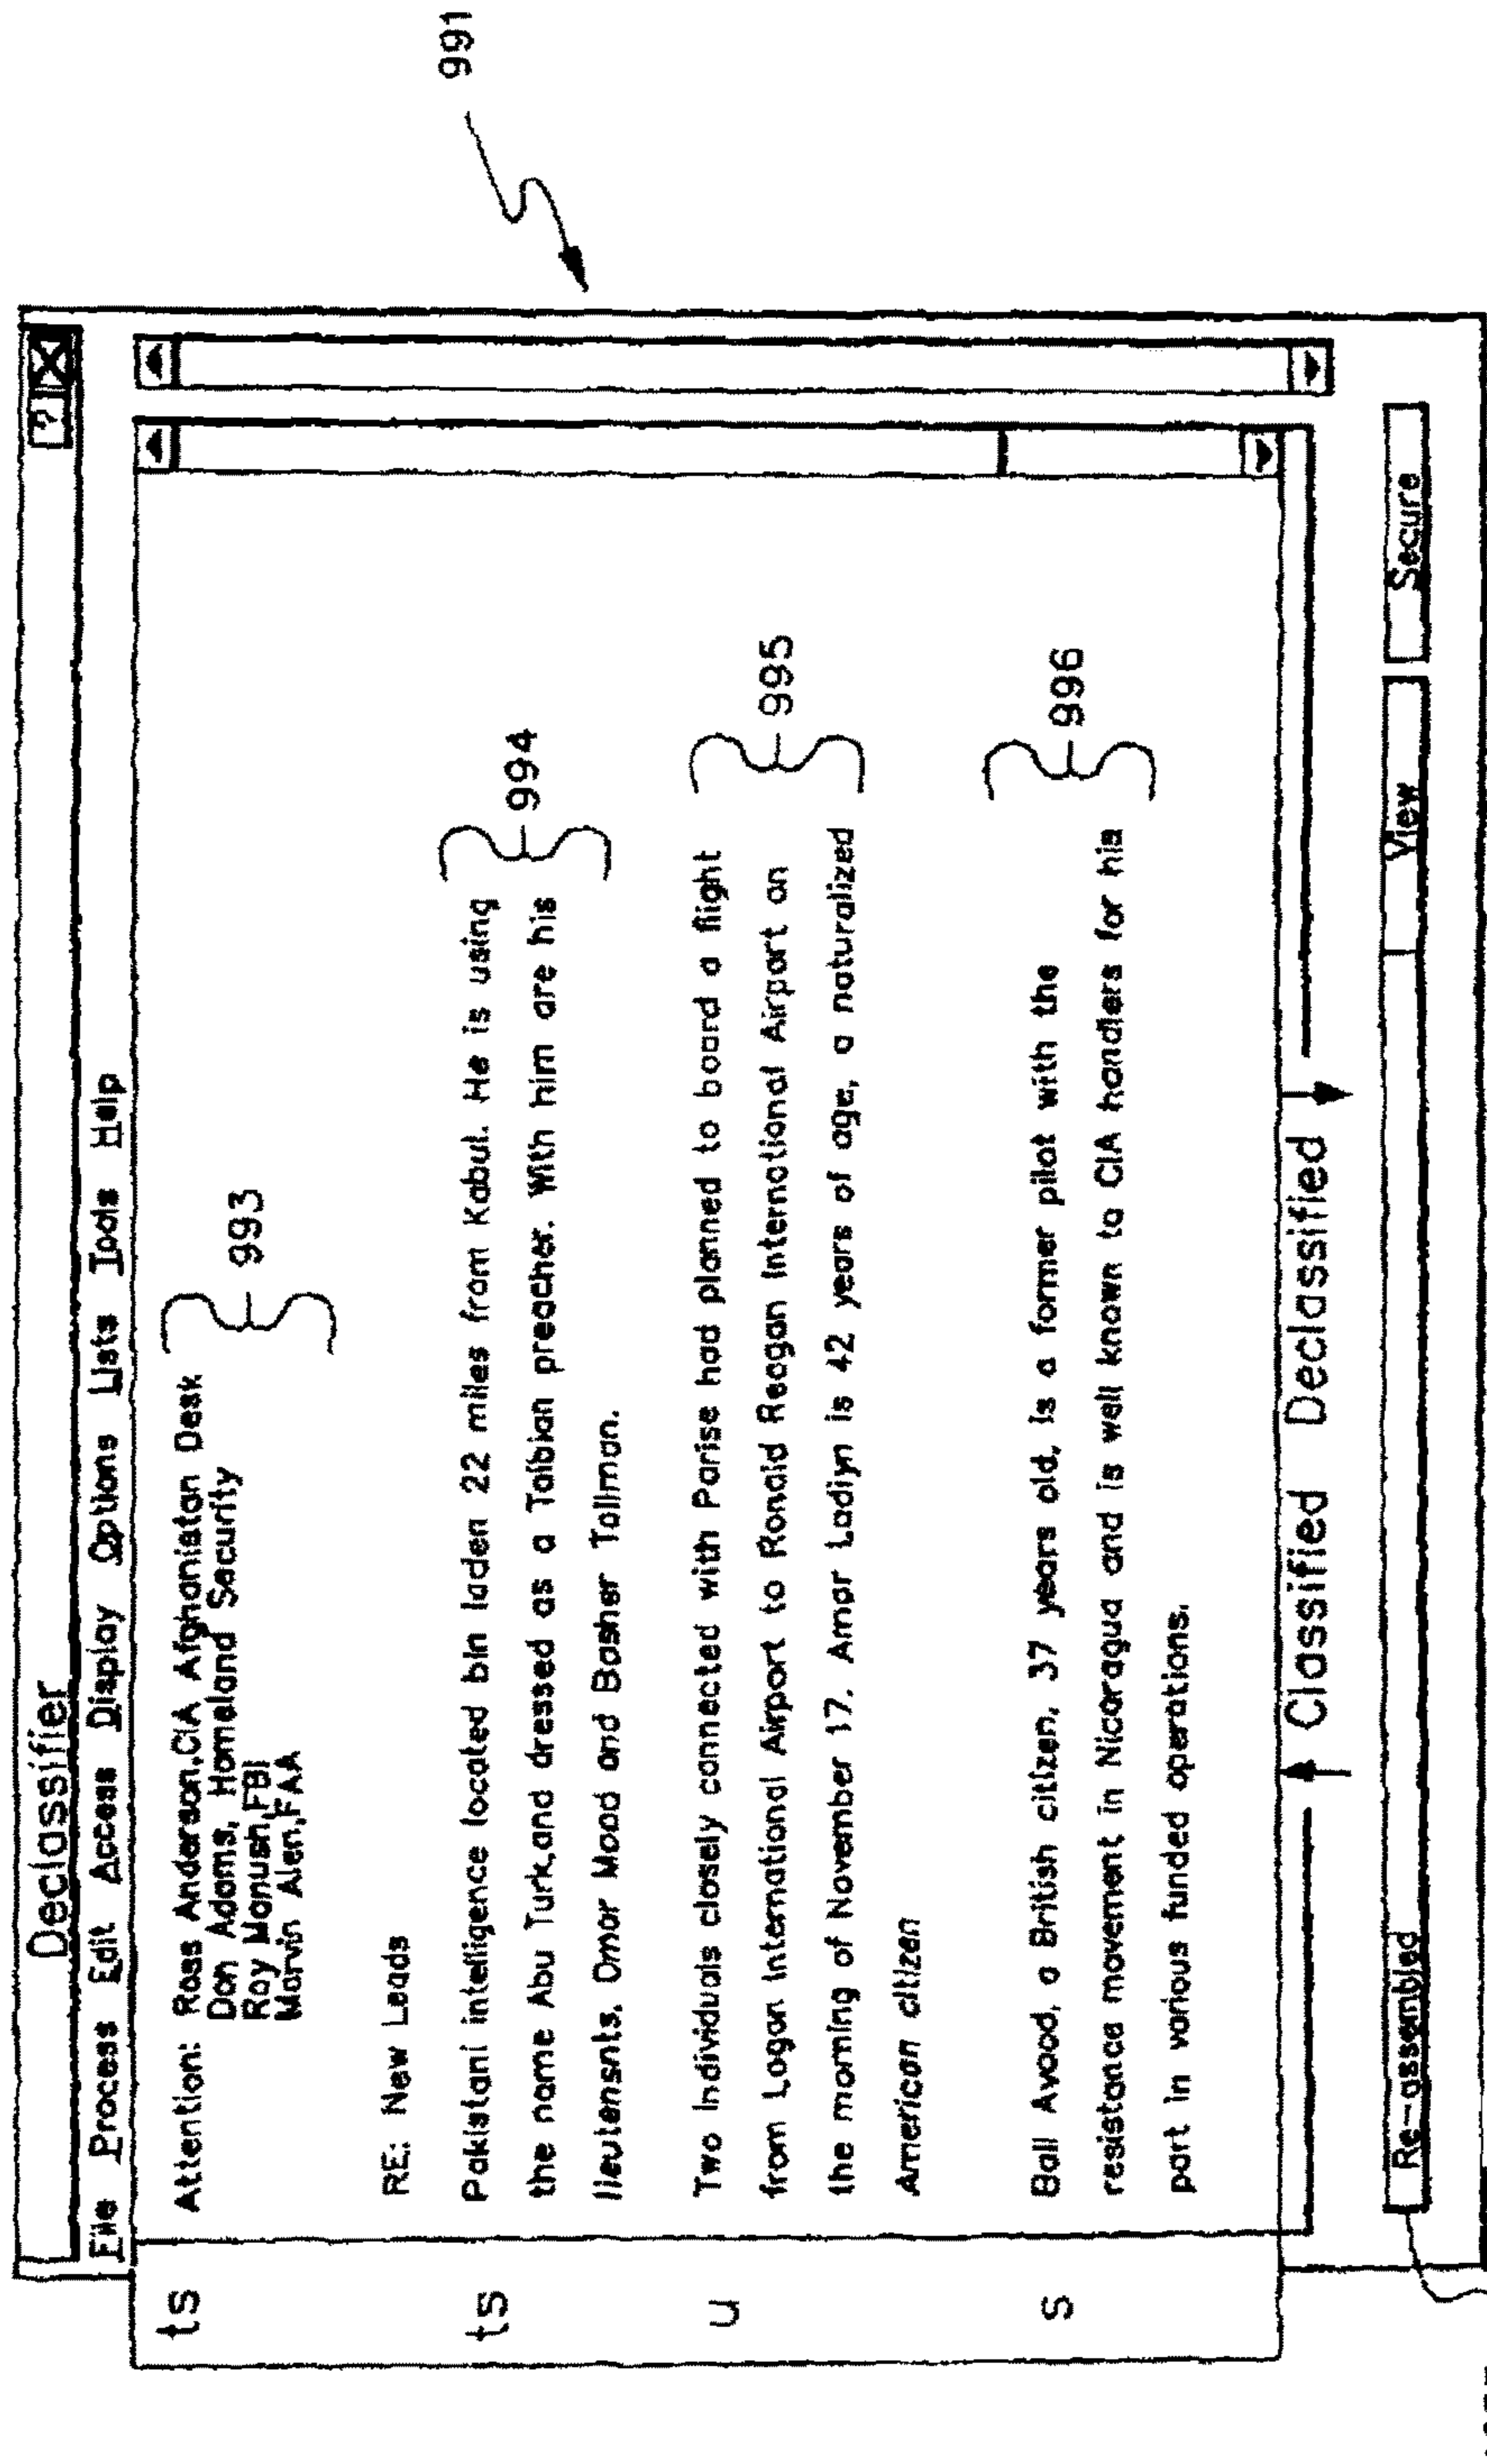 Declassifier
? X
File Process Edit Access Display Options Lists Tools Help
ts Attention: Ross Anderson,CIA Afghanistan Desk
Don Adams, Homeland Security
Ray Manush,FBI
Marvin Alen,FAA
993
RE: New Leads
ts Pakistani intelligence located bin laden 22 miles from Kabul. He is using
the name Abu Turk,and dressed as a Talbian preacher. With him are his
lieutensnts. Omar Mood and Basher Tollman.
994
u Two Individuals closely connected with Parise had planned to board a flight
from Logan International Airport to Ronald Reagan International Airport on
the morning of November 17. Amar Ladiyn is 42 years of age, a naturalized
American citizen
995
s Ball Avood, a British citizen, 37 years old, is a former pilot with the
resistance movement in Nicaragua and is well known to CIA handlers for his
part in various funded operations.
996
Classified Declassified
Re-assembled View Secure
991